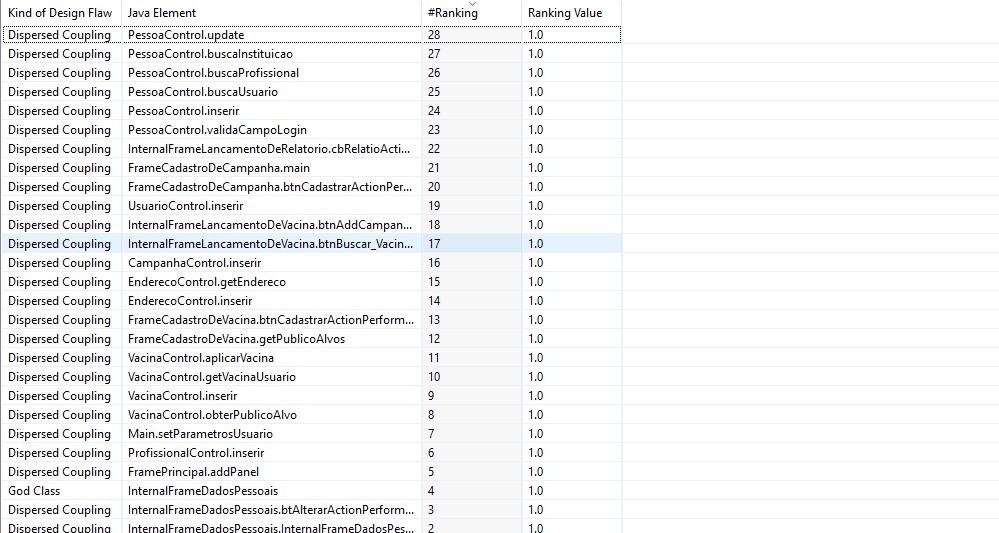 Kind of Design Flaw Java Element #Ranking Ranking Value
Dispersed Coupling PessoaControl.update 28 1.0
Dispersed Coupling PessoaControl.buscaInstituicao 27 1.0
Dispersed Coupling PessoaControl.buscaProfissional 26 1.0
Dispersed Coupling PessoaControl.buscaUsuario 25 1.0
Dispersed Coupling PessoaControl.inserir 24 1.0
Dispersed Coupling PessoaControl.validaCampoLogin 23 1.0
Dispersed Coupling InternalFrameLancamentoDeRelatorio.cbRelatioActi... 22 1.0
Dispersed Coupling FrameCadastroDeCampanha.main 21 1.0
Dispersed Coupling FrameCadastroDeCampanha.btnCadastrarActionPer... 20 1.0
Dispersed Coupling UsuarioControl.inserir 19 1.0
Dispersed Coupling InternalFrameLancamentoDeVacina.btnAddCampan... 18 1.0
Dispersed Coupling InternalFrameLancamentoDeVacina.btnBuscar_Vacin... 17 1.0
Dispersed Coupling CampanhaControl.inserir 16 1.0
Dispersed Coupling EnderecoControl.getEndereco 15 1.0
Dispersed Coupling EnderecoControl.inserir 14 1.0
Dispersed Coupling FrameCadastroDeVacina.btnCadastrarActionPerform... 13 1.0
Dispersed Coupling FrameCadastroDeVacina.getPublicoAlvos 12 1.0
Dispersed Coupling VacinaControl.aplicarVacina 11 1.0
Dispersed Coupling VacinaControl.getVacinaUsuario 10 1.0
Dispersed Coupling VacinaControl.inserir 9 1.0
Dispersed Coupling VacinaControl.obterPublicoAlvo 8 1.0
Dispersed Coupling Main.setParametrosUsuario 7 1.0
Dispersed Coupling ProfissionalControl.inserir 6 1.0
Dispersed Coupling FramePrincipal.addPanel 5 1.0
God Class InternalFrameDadosPessoais 4 1.0
Dispersed Coupling InternalFrameDadosPessoais.btAlterarActionPerform... 3 1.0
Dispersed Coupling InternalFrameDadosPessoais.InternalFrameDadosPes... 2 1.0